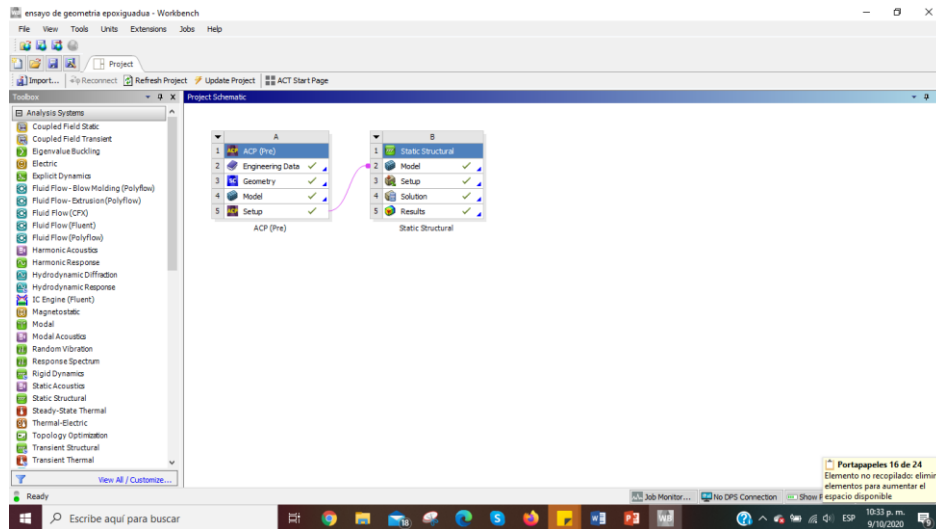 ensayo de geometria epoxiguadua - Workbench
File View Tools Units Extensions Jobs Help
Project
Import... Reconnect Refresh Project Update Project ACT Start Page
Toolbox
Project Schematic
Analysis Systems
Coupled Field Static
Coupled Field Transient
Eigenvalue Buckling
Electric
Explicit Dynamics
Fluid Flow - Blow Molding (Polyflow)
Fluid Flow - Extrusion (Polyflow)
Fluid Flow (CFX)
Fluid Flow (Fluent)
Fluid Flow (Polyflow)
Harmonic Acoustics
Harmonic Response
Hydrodynamic Diffraction
Hydrodynamic Response
IC Engine (Fluent)
Magnetostatic
Modal
Modal Acoustics
Random Vibration
Response Spectrum
Rigid Dynamics
Static Acoustics
Static Structural
Steady-State Thermal
Thermal-Electric
Topology Optimization
Transient Structural
Transient Thermal
View All / Customize...
A
1 ACP (Pre)
2 Engineering Data
3 Geometry
4 Model
5 Setup
ACP (Pre)
B
1 Static Structural
2 Model
3 Setup
4 Solution
5 Results
Static Structural
Portapapeles 16 de 24
Elemento no recopilado: elimin
elementos para aumentar el
espacio disponible
Ready
Job Monitor... No DPS Connection Show P
Escribe aquí para buscar
18
ESP
10:33 p. m.
9/10/2020